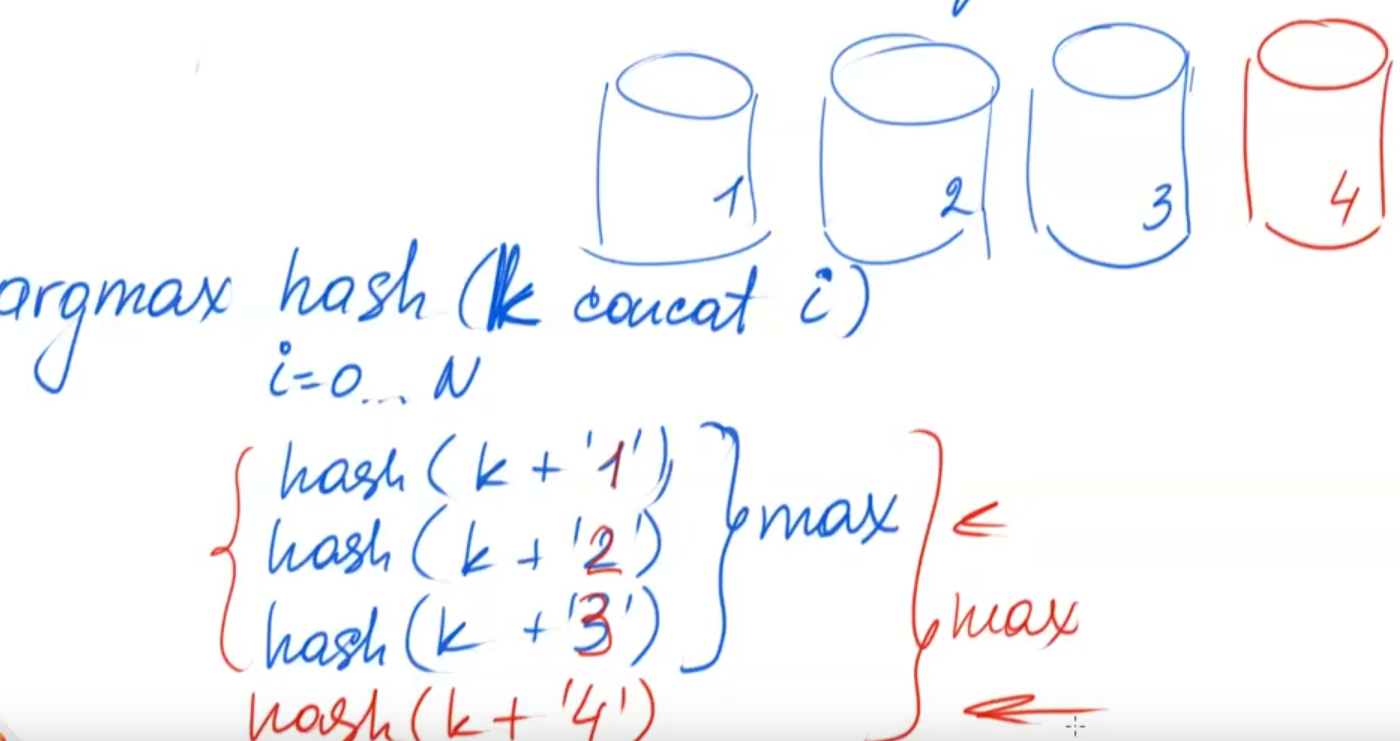 1 2 3 4
argmax hash (k concat i)
i=0... N
hash (k + '1')
hash (k + '2') max
hash (k + '3')
max
hash (k + '4')